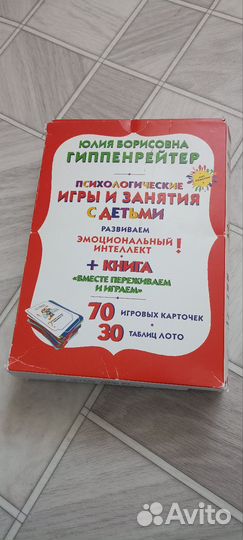 ЮЛИЯ БОРИСОВНА
ГИППЕНРЕЙТЕР
ПСИХОЛОГИЧЕСКИЕ
ИГРЫ И ЗАНЯТИЯ
С ДЕТЬМИ
РАЗВИВАЕМ
ЭМОЦИОНАЛЬНЫЙ
ИНТЕЛЛЕКТ !
+ КНИГА
«ВМЕСТЕ ПЕРЕЖИВАЕМ
И ИГРАЕМ»
70 ИГРОВЫХ КАРТОЧЕК
30 ТАБЛИЦ ЛОТО
Avito